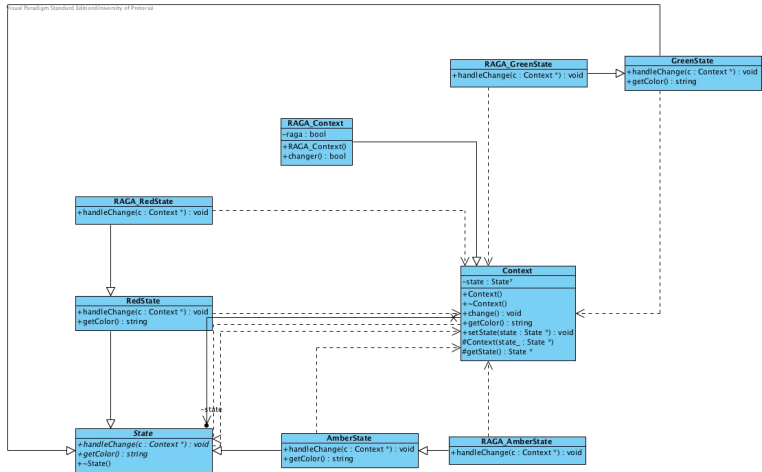 Visual Paradigm Standard Edition(University of Pretoria)
RAGA_GreenState
+handleChange(c : Context *) : void
GreenState
+handleChange(c : Context *) : void
+getColor() : string
RAGA_Context
-raga : bool
+RAGA_Context()
+changer() : bool
RAGA_RedState
+handleChange(c : Context *) : void
Context
-state : State*
+Context()
+~Context()
+change() : void
+getColor() : string
+setState(state : State *) : void
#Context(state_ : State *)
#getState() : State *
RedState
+handleChange(c : Context *) : void
+getColor() : string
-state
State
+handleChange(c : Context *) : void
+getColor() : string
+~State()
AmberState
+handleChange(c : Context *) : void
+getColor() : string
RAGA_AmberState
+handleChange(c : Context *) : void